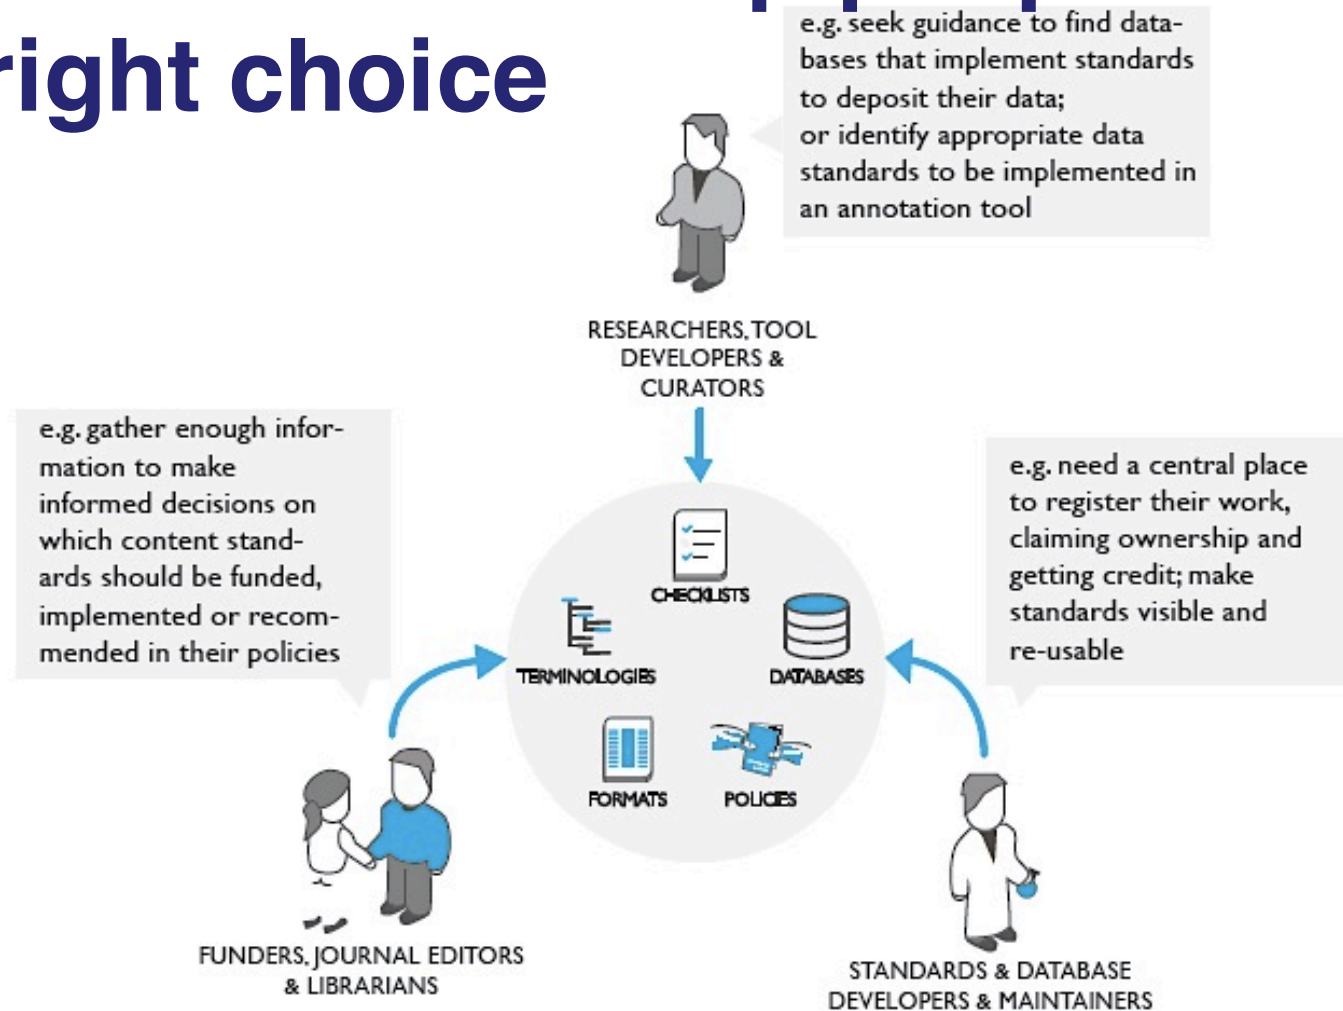 right choice
e.g. seek guidance to find data-
bases that implement standards
to deposit their data;
or identify appropriate data
standards to be implemented in
an annotation tool
RESEARCHERS, TOOL
DEVELOPERS &
CURATORS
e.g. gather enough infor-
mation to make
informed decisions on
which content stand-
ards should be funded,
implemented or recom-
mended in their policies
e.g. need a central place
to register their work,
claiming ownership and
getting credit; make
standards visible and
re-usable
CHECKLISTS
TERMINOLOGIES
DATABASES
FORMATS
POLICIES
FUNDERS, JOURNAL EDITORS
& LIBRARIANS
STANDARDS & DATABASE
DEVELOPERS & MAINTAINERS